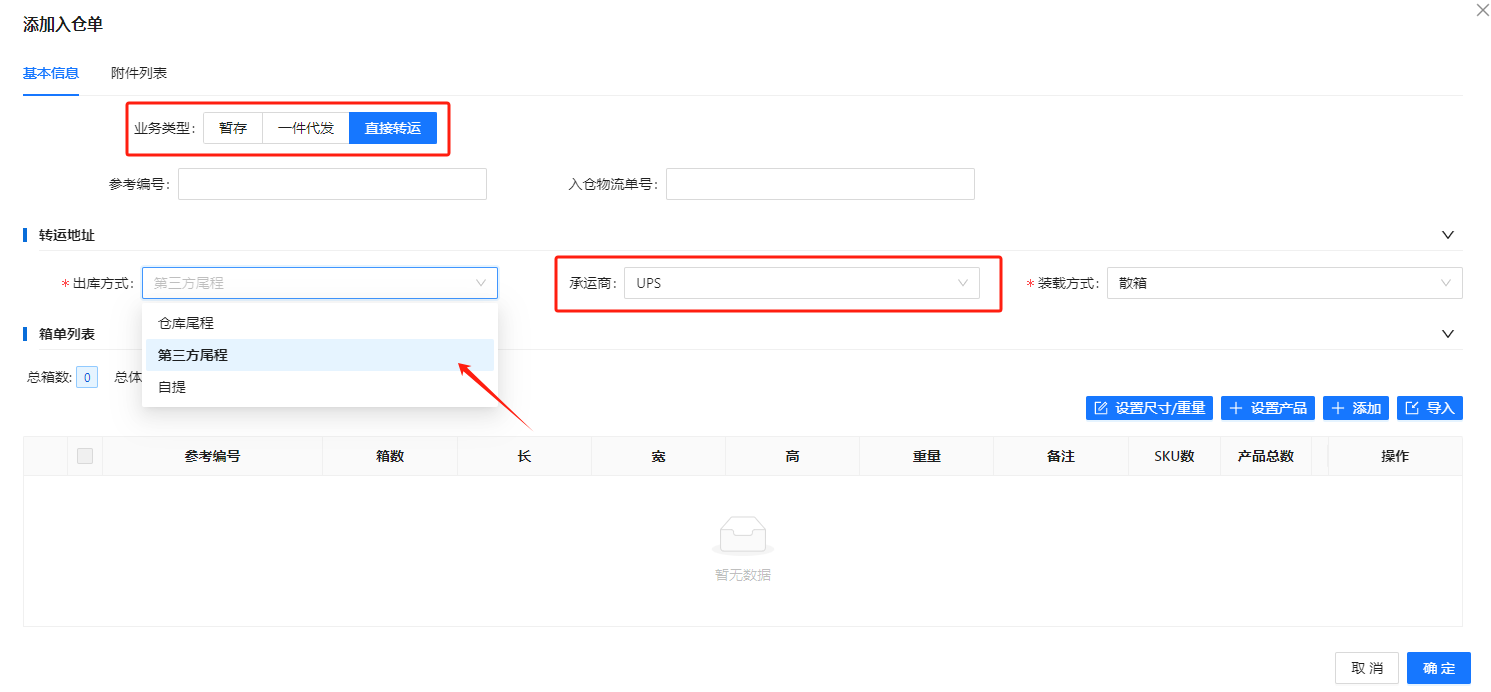 添加入仓单
基本信息 附件列表
业务类型: 暂存 一件代发 直接转运
参考编号: 入仓物流单号:
转运地址
* 出库方式: 第三方尾程 承运商: UPS * 装载方式: 散箱
仓库尾程
箱单列表
第三方尾程
总箱数: 0 总体
自提
设置尺寸/重量 设置产品 添加 导入
参考编号 箱数 长 宽 高 重量 备注 SKU数 产品总数 操作
暂无数据
取 消 确 定